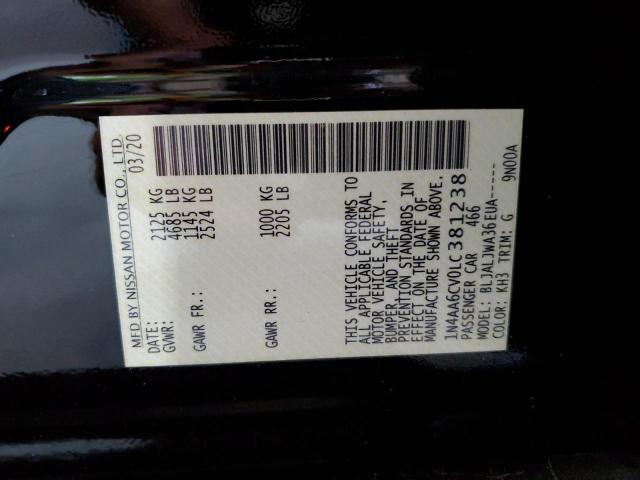 MFD BY NISSAN MOTOR CO., LTD.
DATE: 03/20
GVWR: 2125 KG
4685 LB
GAWR FR.: 1145 KG
2524 LB
GAWR RR.: 1000 KG
2205 LB
THIS VEHICLE CONFORMS TO
ALL APPLICABLE FEDERAL
MOTOR VEHICLE SAFETY,
BUMPER, AND THEFT
PREVENTION STANDARDS IN
EFFECT ON THE DATE OF
MANUFACTURE SHOWN ABOVE.
1N4AA6CV0LC381238
PASSENGER CAR 466
MODEL: BLJALJWA36EUA-----
COLOR: KH3 TRIM: G 9N00A